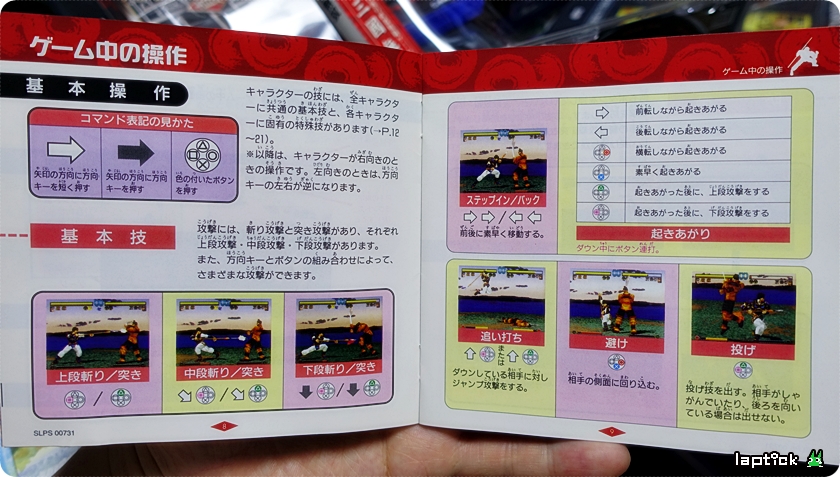 ゲーム中の操作
基本操作
コマンド表記の見かた
矢印の方向に方向
キーを短く押す
矢印の方向に方向
キーを押す
色の付いたボタン
を押す
キャラクターの技には、全キャラクタ
ーに共通の基本技と、各キャラクタ
ーに固有の特殊技があります(→P.12
〜21)。
※以降は、キャラクターが右向きのと
きの操作です。左向きのときは、方向
キーの左右が逆になります。
基本技
攻撃には、斬り攻撃と突き攻撃があり、それぞれ
上段攻撃・中段攻撃・下段攻撃があります。
また、方向キーとボタンの組み合わせによって、
さまざまな攻撃ができます。
上段斬り/突き
中段斬り/突き
下段斬り/突き
SLPS 00731
8
ゲーム中の操作
ステップイン/バック
前後に素早く移動する。
前転しながら起きあがる
後転しながら起きあがる
横転しながら起きあがる
素早く起きあがる
起きあがった後に、上段攻撃をする
起きあがった後に、下段攻撃をする
起きあがり
ダウン中にボタン連打。
追い打ち
または
ダウンしている相手に対し
ジャンプ攻撃をする。
避け
相手の側面に回り込む。
投げ
投げ技を出す。相手がしゃ
がんでいたり、後ろを向いて
いる場合は出せない。
9
laptick